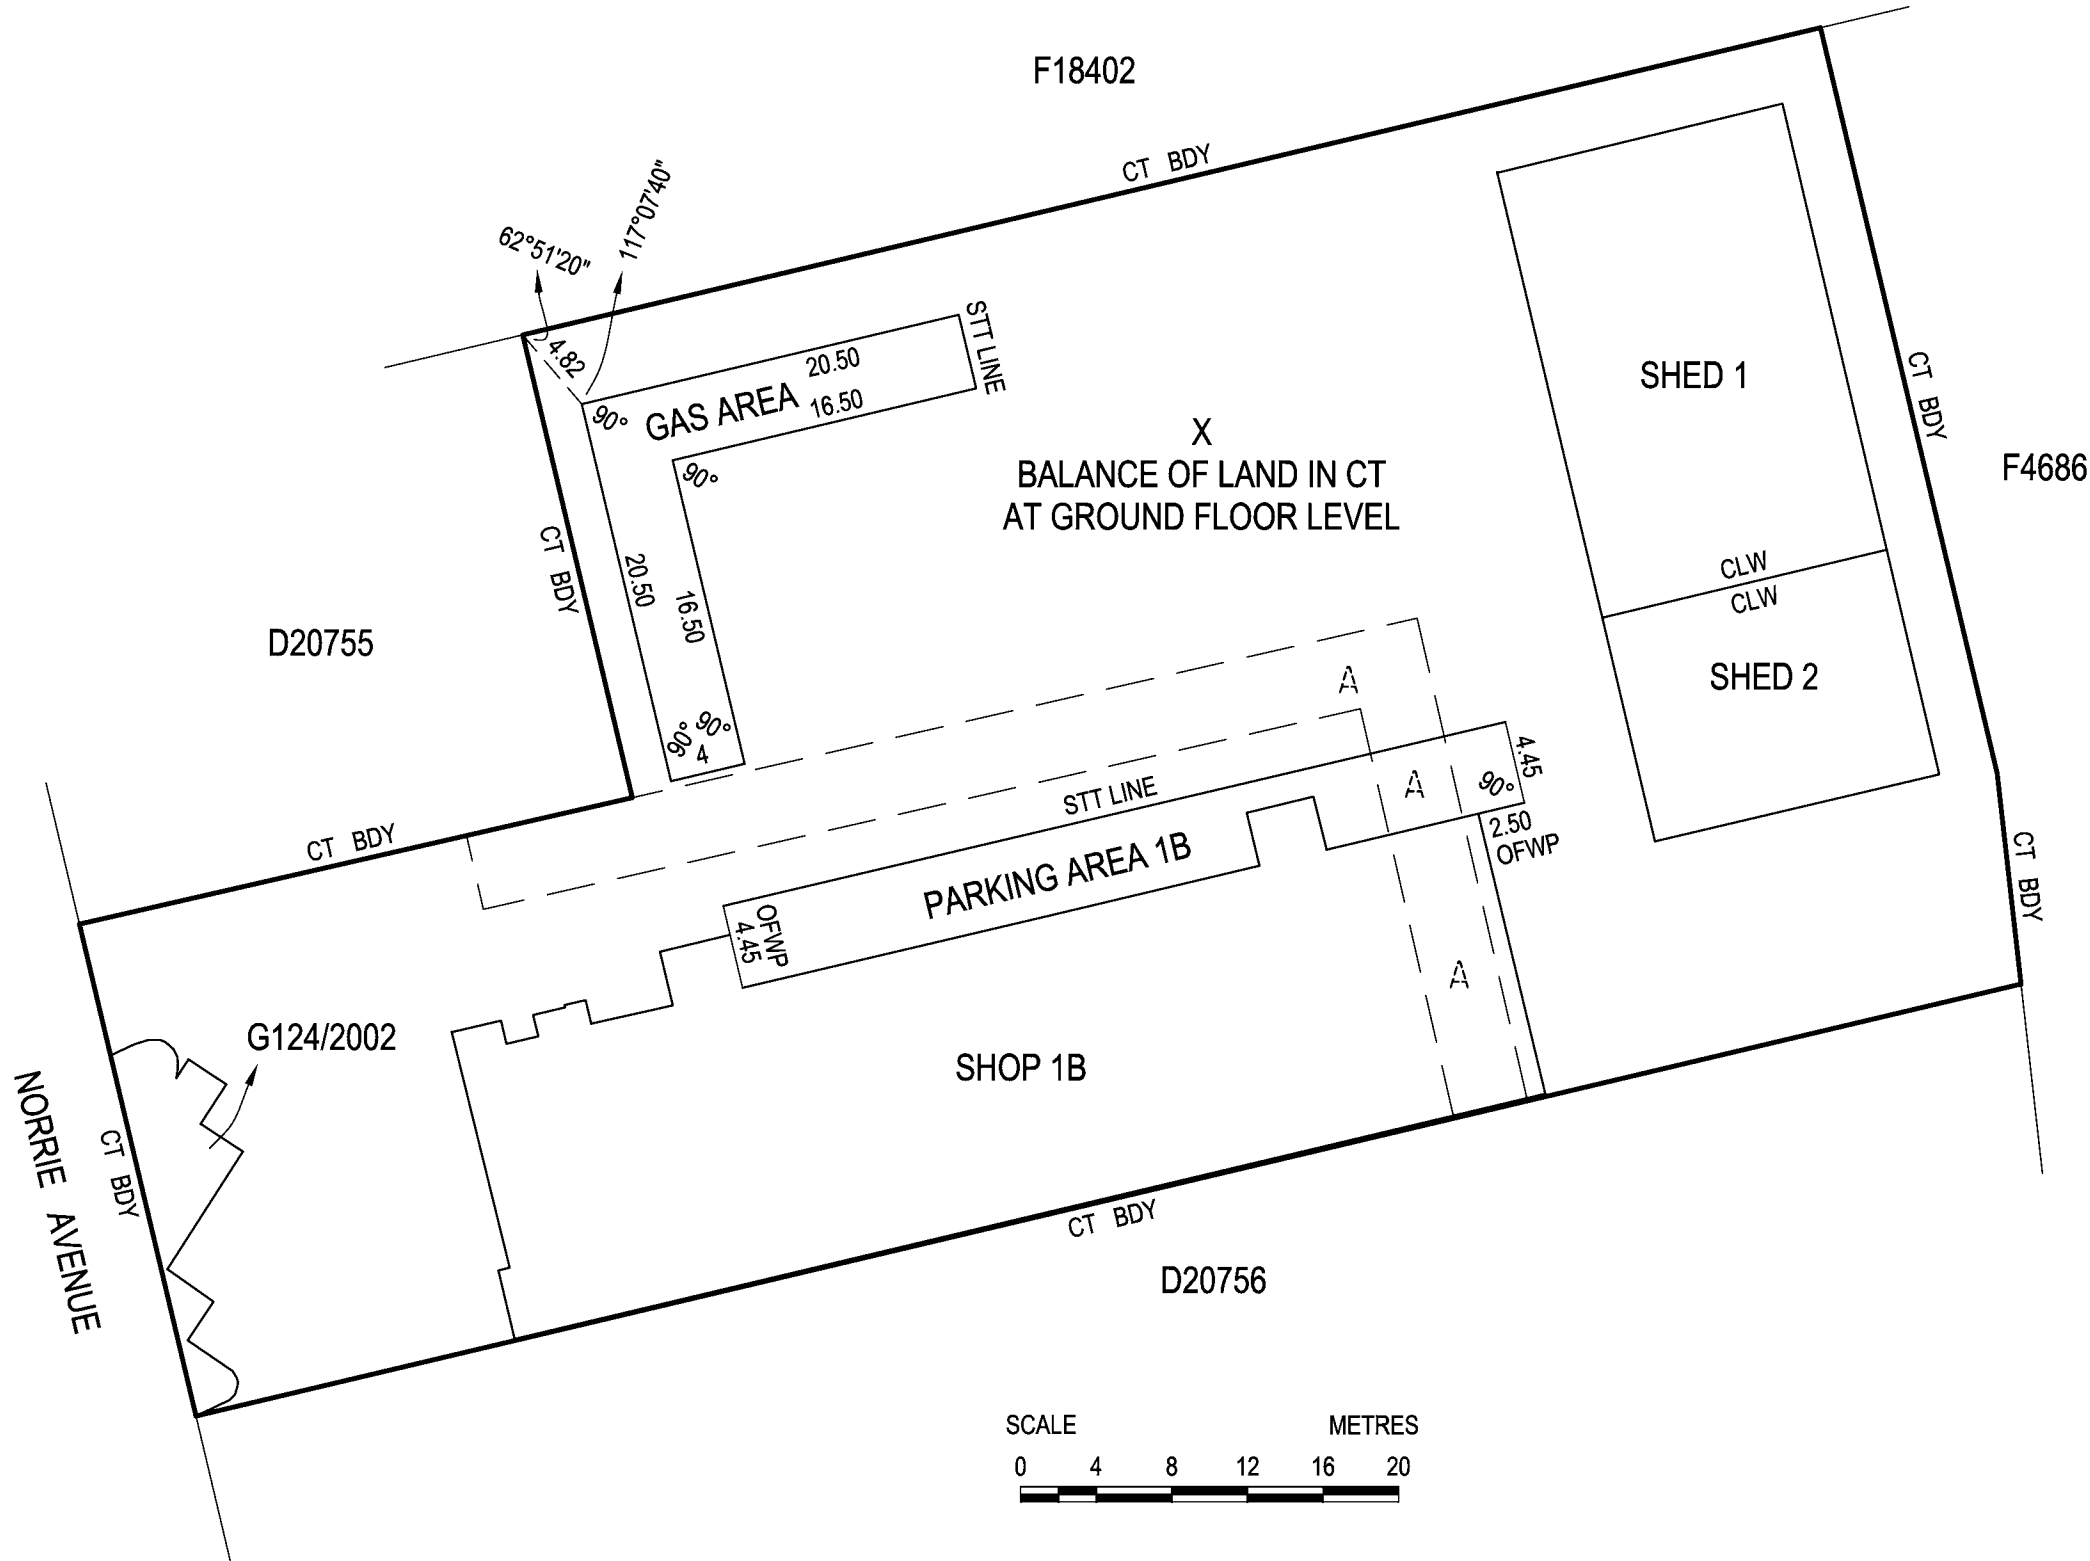 F18402
CT BDY
62°51'20"
117°07'40"
4.82
STT LINE
20.50
GAS AREA
16.50
90°
90°
SHED 1
CT BDY
X
BALANCE OF LAND IN CT
AT GROUND FLOOR LEVEL
F4686
CT BDY
20.50
16.50
CLW
CLW
D20755
SHED 2
A
90°
90°
4
4.45
STT LINE
A
90°
2.50
OFWP
CT BDY
PARKING AREA 1B
CT BDY
OFWP
4.45
A
G124/2002
SHOP 1B
NORRIE AVENUE
CT BDY
CT BDY
D20756
SCALE METRES
0 4 8 12 16 20